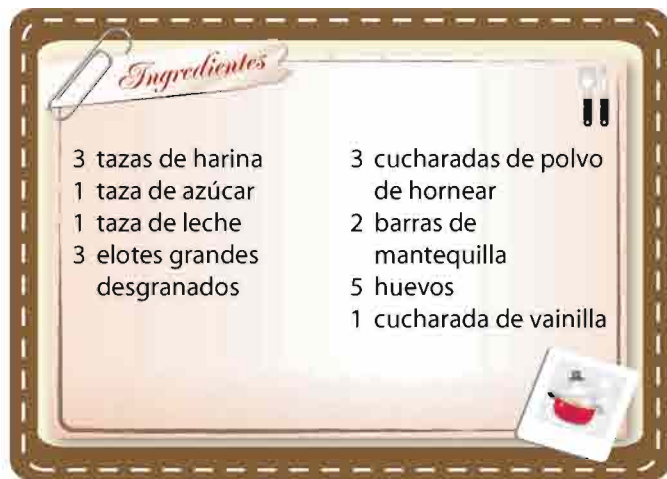 Ingredientes
3 tazas de harina
1 taza de azúcar
1 taza de leche
3 elotes grandes
desgranados
3 cucharadas de polvo
de hornear
2 barras de
mantequilla
5 huevos
1 cucharada de vainilla